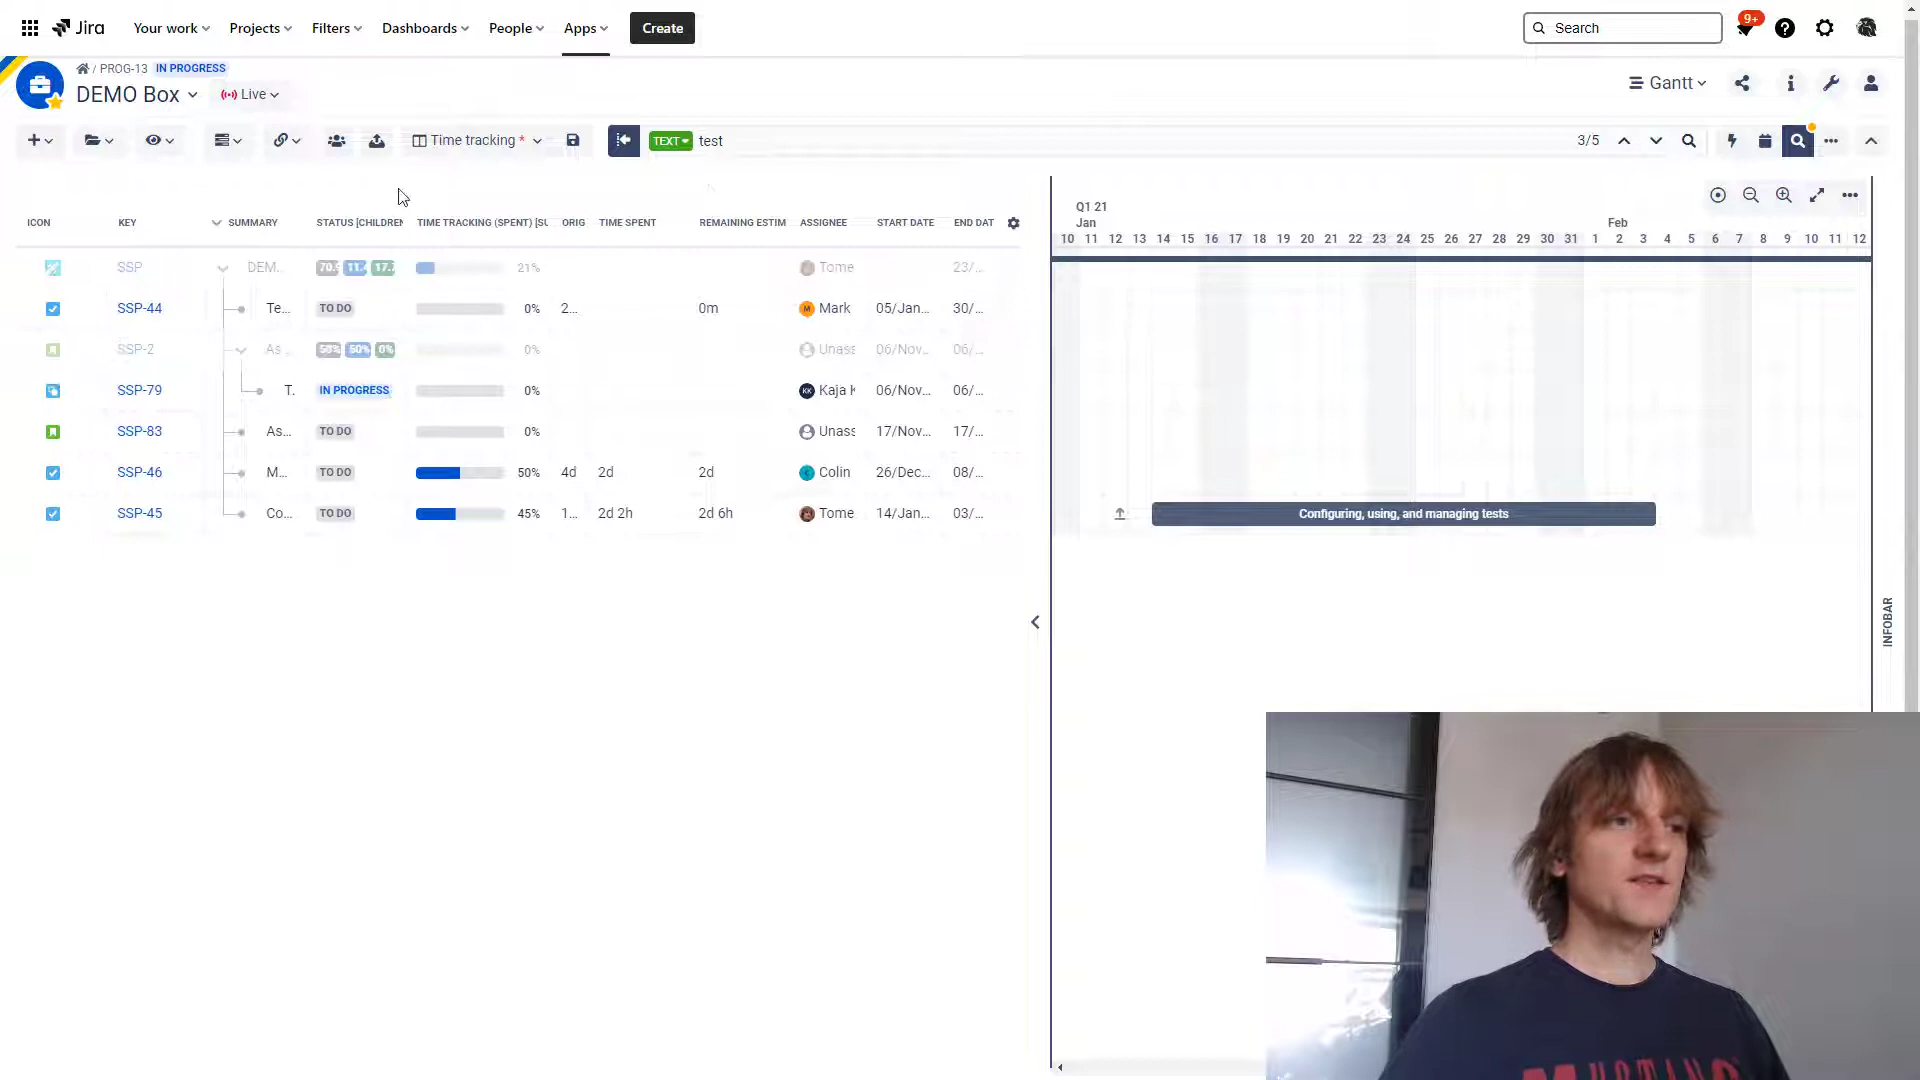 Jira Your work Projects Filters Dashboards People Apps Create Search 9+
/ PROG-13 IN PROGRESS
DEMO Box Live Gantt
Time tracking * TEXT test 3/5
Q1 21
Jan Feb
ICON KEY SUMMARY STATUS [CHILDREN TIME TRACKING (SPENT) [SU ORIG TIME SPENT REMAINING ESTIM ASSIGNEE START DATE END DAT
10 11 12 13 14 15 16 17 18 19 20 21 22 23 24 25 26 27 28 29 30 31 1 2 3 4 5 6 7 8 9 10 11 12
SSP DEM... 21% Tome 23/...
SSP-44 Te... TO DO 0% 2... 0m M Mark 05/Jan... 30/...
SSP-2 As... 50% 50% 0% 0% Unass 06/Nov... 06/...
SSP-79 T. IN PROGRESS 0% KK Kaja K 06/Nov... 06/...
SSP-83 As... TO DO 0% Unass 17/Nov... 17/...
SSP-46 M... TO DO 50% 4d 2d 2d Colin 26/Dec... 08/...
SSP-45 Co... TO DO 45% 1... 2d 2h 2d 6h Tome 14/Jan... 03/...
Configuring, using, and managing tests
INFOBAR
MUSTANG